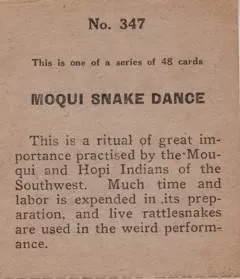 No. 347
This is one of a series of 48 cards
MOQUI SNAKE DANCE
This is a ritual of great im-
portance practised by the Mou-
qui and Hopi Indians of the
Southwest. Much time and
labor is expended in its prep-
aration, and live rattlesnakes
are used in the weird perform-
ance.